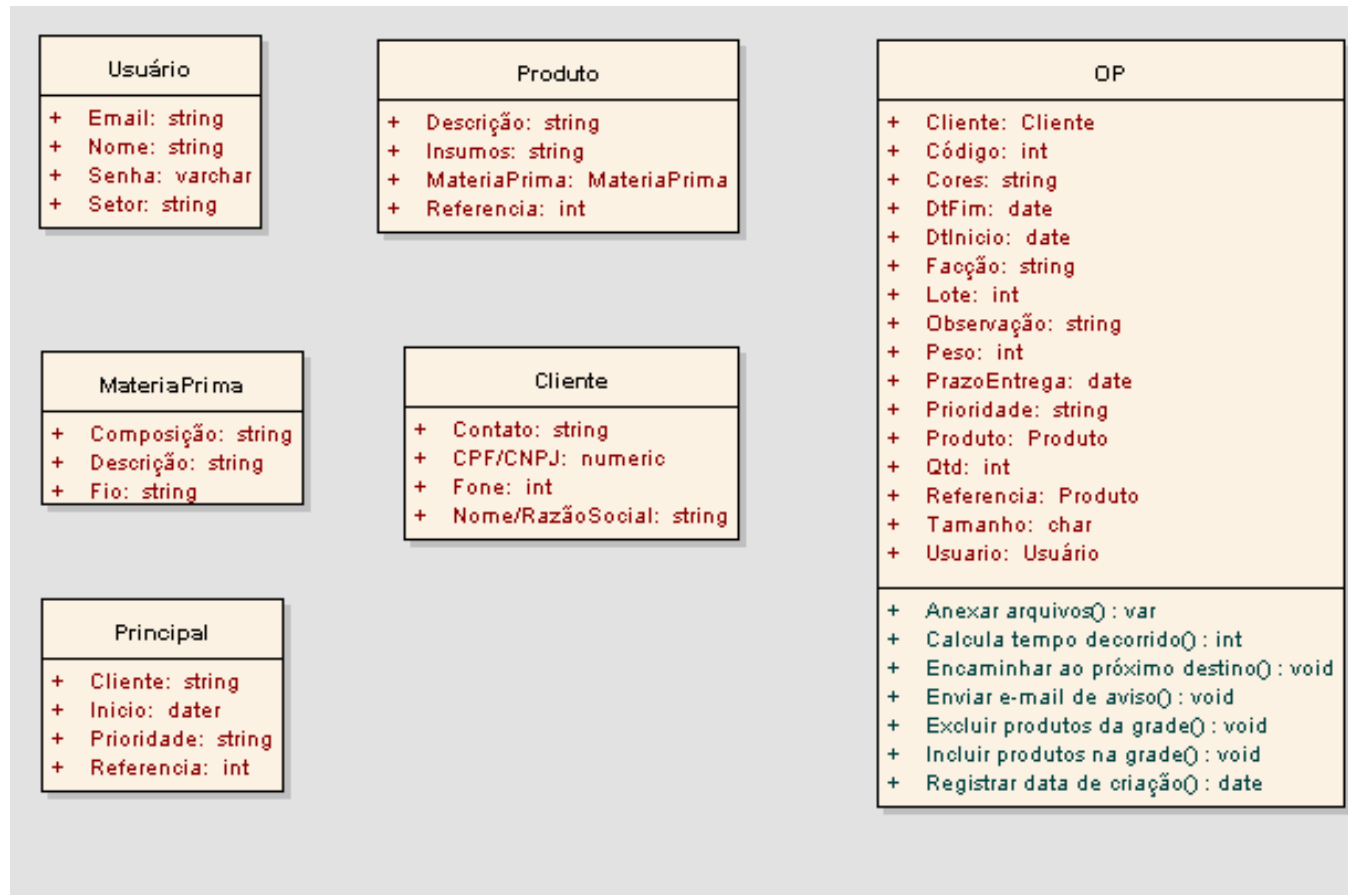 Usuário
+ Email: string
+ Nome: string
+ Senha: varchar
+ Setor: string
Produto
+ Descrição: string
+ Insumos: string
+ MateriaPrima: MateriaPrima
+ Referencia: int
OP
+ Cliente: Cliente
+ Código: int
+ Cores: string
+ DtFim: date
+ DtInicio: date
+ Facção: string
+ Lote: int
+ Observação: string
+ Peso: int
+ PrazoEntrega: date
+ Prioridade: string
+ Produto: Produto
+ Qtd: int
+ Referencia: Produto
+ Tamanho: char
+ Usuario: Usuário
+ Anexar arquivos() : var
+ Calcula tempo decorrido() : int
+ Encaminhar ao próximo destino() : void
+ Enviar e-mail de aviso() : void
+ Excluir produtos da grade() : void
+ Incluir produtos na grade() : void
+ Registrar data de criação() : date
MateriaPrima
+ Composição: string
+ Descrição: string
+ Fio: string
Cliente
+ Contato: string
+ CPF/CNPJ: numeric
+ Fone: int
+ Nome/RazãoSocial: string
Principal
+ Cliente: string
+ Inicio: dater
+ Prioridade: string
+ Referencia: int